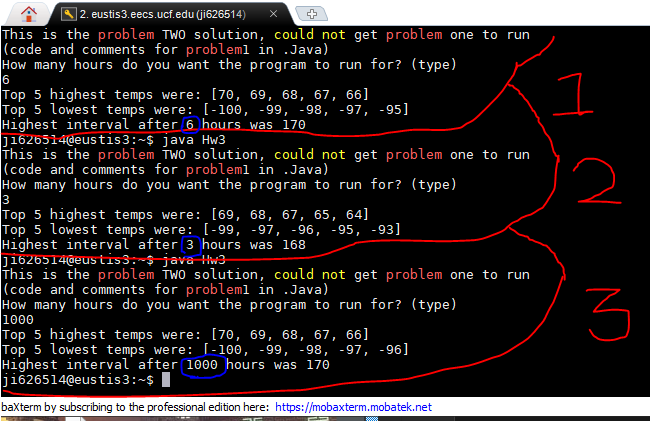 2. eustis3.eecs.ucf.edu (ji626514)
This is the problem TWO solution, could not get problem one to run
(code and comments for problem1 in .Java)
How many hours do you want the program to run for? (type)
6
Top 5 highest temps were: [70, 69, 68, 67, 66]
Top 5 lowest temps were: [-100, -99, -98, -97, -95]
Highest interval after 6 hours was 170
1
ji626514@eustis3:~$ java Hw3
This is the problem TWO solution, could not get problem one to run
(code and comments for problem1 in .Java)
How many hours do you want the program to run for? (type)
3
Top 5 highest temps were: [69, 68, 67, 65, 64]
Top 5 lowest temps were: [-99, -97, -96, -95, -93]
Highest interval after 3 hours was 168
2
ji626514@eustis3:~$ java Hw3
This is the problem TWO solution, could not get problem one to run
(code and comments for problem1 in .Java)
How many hours do you want the program to run for? (type)
1000
Top 5 highest temps were: [70, 69, 68, 67, 66]
Top 5 lowest temps were: [-100, -99, -98, -97, -96]
Highest interval after 1000 hours was 170
3
ji626514@eustis3:~$
baXterm by subscribing to the professional edition here: https://mobaxterm.mobatek.net